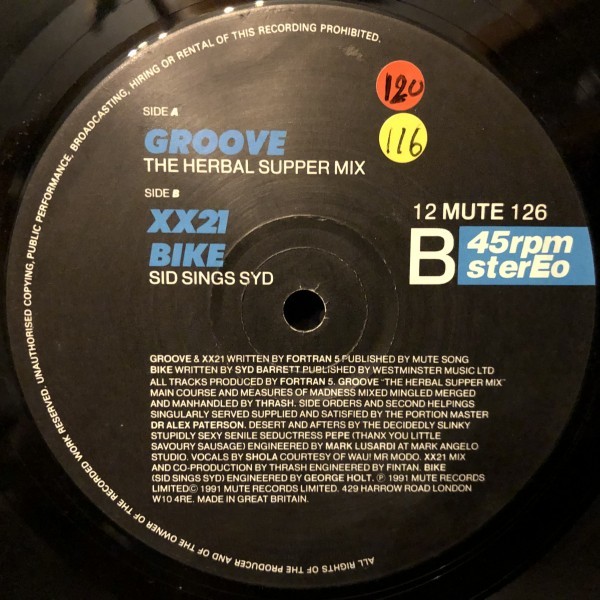 UNAUTHORISED COPYING, PUBLIC PERFORMANCE, BROADCASTING, HIRING OR RENTAL OF THIS RECORDING PROHIBITED.
120
116
SIDE A
GROOVE
THE HERBAL SUPPER MIX
SIDE B
XX21
BIKE
SID SINGS SYD
12 MUTE 126
B
45rpm
sterEo
GROOVE & XX21 WRITTEN BY FORTRAN 5 PUBLISHED BY MUTE SONG
BIKE WRITTEN BY SYD BARRETT PUBLISHED BY WESTMINSTER MUSIC LTD
ALL TRACKS PRODUCED BY FORTRAN 5. GROOVE "THE HERBAL SUPPER MIX"
MAIN COURSE AND MEASURES OF MADNESS MIXED MINGLED MERGED
AND MANHANDLED BY THRASH. SIDE ORDERS AND SECOND HELPINGS
SINGULARLY SERVED SUPPLIED AND SATISFIED BY THE PORTION MASTER
DR ALEX PATERSON. DESERT AND AFTERS BY THE DECIDEDLY SLINKY
STUPIDLY SEXY SENILE SEDUCTRESS PEPE (THANX YOU LITTLE
SAVOURY SAUSAGE) ENGINEERED BY MARK LUSARDI AT MARK ANGELO
STUDIO. VOCALS BY SHOLA COURTESY OF WAU! MR MODO. XX21 MIX
AND CO-PRODUCTION BY THRASH ENGINEERED BY FINTAN. BIKE
(SID SINGS SYD) ENGINEERED BY GEORGE HOLT. ℗ 1991 MUTE RECORDS
LIMITED© 1991 MUTE RECORDS LIMITED. 429 HARROW ROAD LONDON
W10 4RE. MADE IN GREAT BRITAIN.
ALL RIGHTS OF THE PRODUCER AND OF THE OWNER OF THE RECORDED WORK RESERVED.